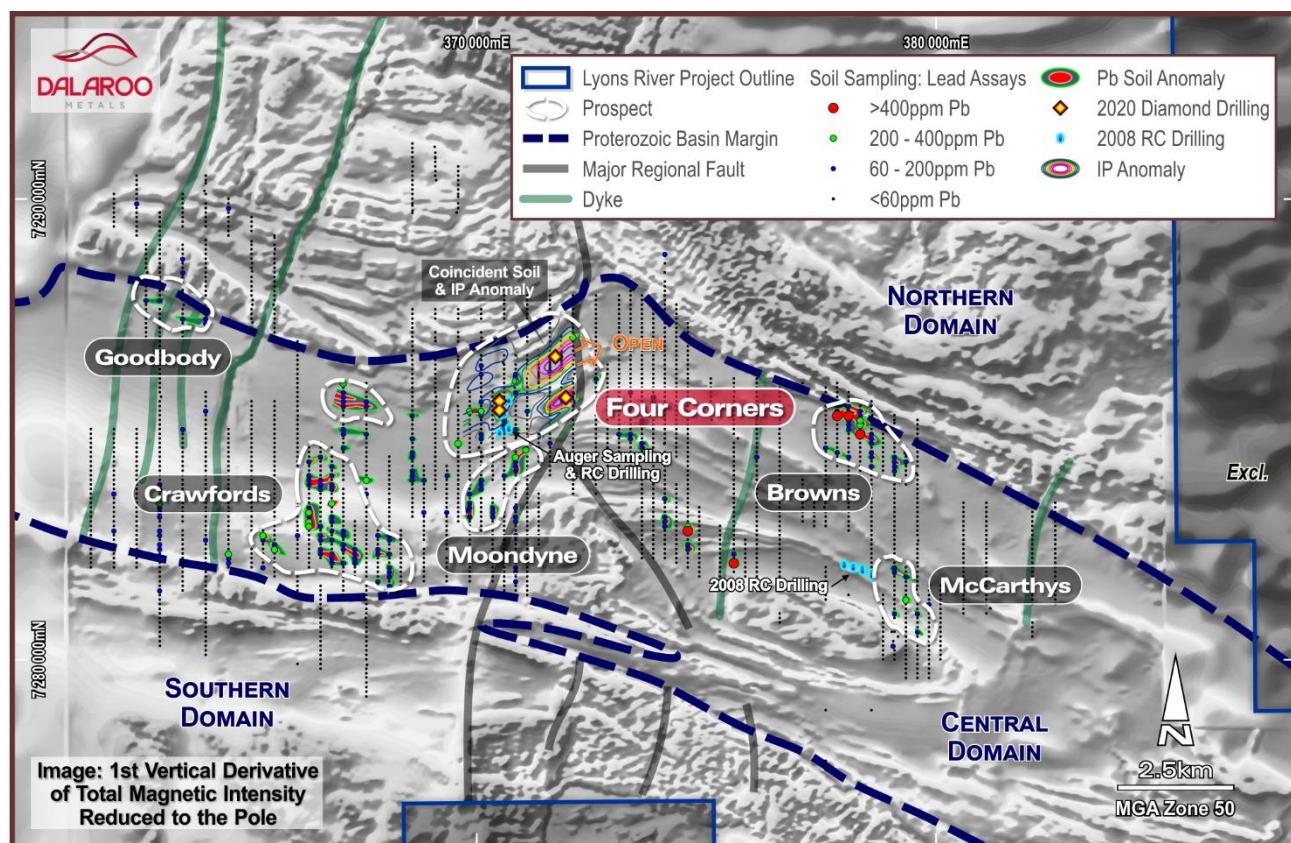 DALAROO
METALS
370 000mE
380 000mE
Lyons River Project Outline
Prospect
Proterozoic Basin Margin
Major Regional Fault
Dyke
Soil Sampling: Lead Assays
>400ppm Pb
200 - 400ppm Pb
60 - 200ppm Pb
<60ppm Pb
Pb Soil Anomaly
2020 Diamond Drilling
2008 RC Drilling
IP Anomaly
7 290 000mN
Coincident Soil
& IP Anomaly
NORTHERN
DOMAIN
OPEN
Goodbody
Four Corners
Auger Sampling
& RC Drilling
Crawfords
Browns
Excl.
Moondyne
2008 RC Drilling
McCarthys
7 280 000mN
SOUTHERN
DOMAIN
CENTRAL
DOMAIN
N
2.5km
MGA Zone 50
Image: 1st Vertical Derivative
of Total Magnetic Intensity
Reduced to the Pole